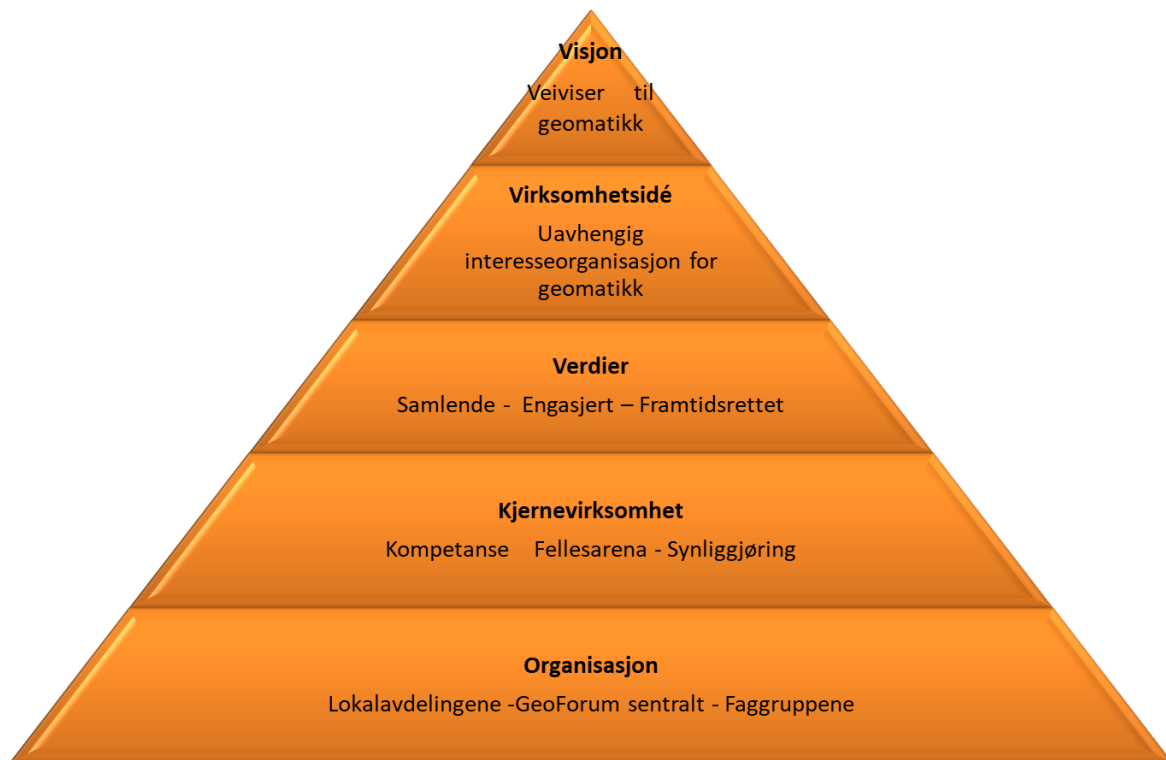 Visjon
Veiviser til
geomatikk
Virksomhetsidé
Uavhengig
interesseorganisasjon for
geomatikk
Verdier
Samlende - Engasjert – Framtidsrettet
Kjernevirksomhet
Kompetanse Fellesarena - Synliggjøring
Organisasjon
Lokalavdelingene -GeoForum sentralt - Faggruppene